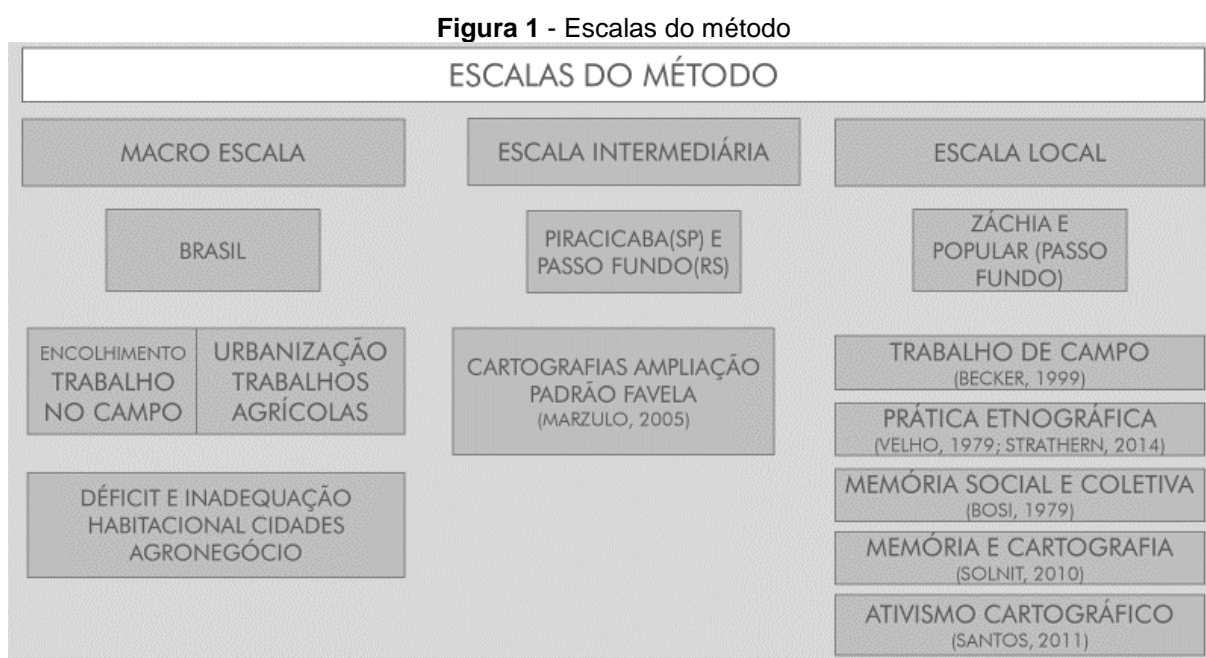 Figura 1 - Escalas do método
ESCALAS DO MÉTODO
MACRO ESCALA
BRASIL
ENCOLHIMENTO
TRABALHO
NO CAMPO
URBANIZAÇÃO
TRABALHOS
AGRÍCOLAS
DÉFICIT E INADEQUAÇÃO
HABITACIONAL CIDADES
AGRONEGÓCIO
ESCALA INTERMEDIÁRIA
PIRACICABA(SP) E
PASSO FUNDO(RS)
CARTOGRAFIAS AMPLIAÇÃO
PADRÃO FAVELA
(MARZULO, 2005)
ESCALA LOCAL
ZÁCHIA E
POPULAR (PASSO
FUNDO)
TRABALHO DE CAMPO
(BECKER, 1999)
PRÁTICA ETNOGRÁFICA
(VELHO, 1979; STRATHERN, 2014)
MEMÓRIA SOCIAL E COLETIVA
(BOSI, 1979)
MEMÓRIA E CARTOGRAFIA
(SOLNIT, 2010)
ATIVISMO CARTOGRÁFICO
(SANTOS, 2011)